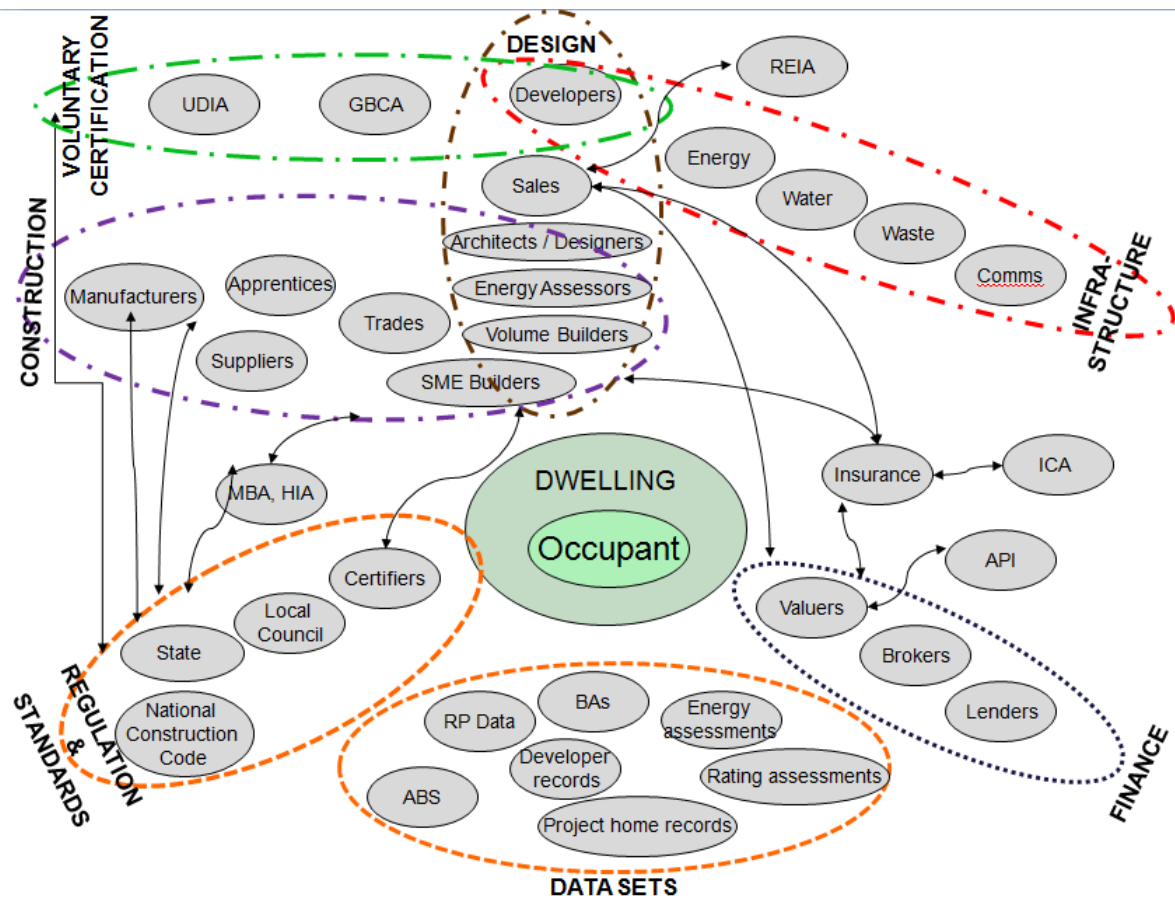 VOLUNTARY
CERTIFICATION
DESIGN
REIA
UDIA
GBCA
Developers
Energy
Sales
Water
Waste
Comms
INFRA-
STRUCTURE
CONSTRUCTION
Architects / Designers
Manufacturers
Apprentices
Energy Assessors
Trades
Volume Builders
Suppliers
SME Builders
MBA, HIA
DWELLING
Occupant
Insurance
ICA
API
Certifiers
Local
Council
State
National
Construction
Code
REGULATION
&
STANDARDS
Valuers
Brokers
Lenders
FINANCE
RP Data
BAs
Energy
assessments
Developer
records
Rating assessments
ABS
Project home records
DATA SETS